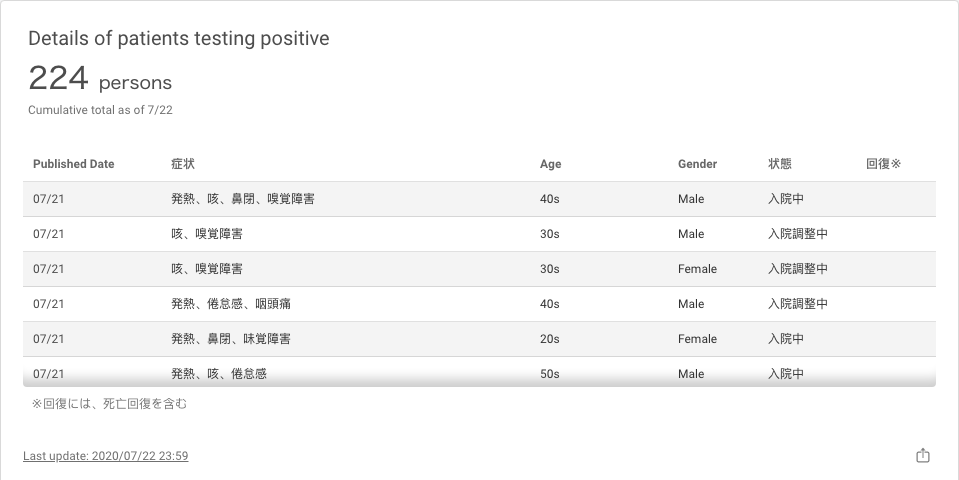 Details of patients testing positive
224 persons
Cumulative total as of 7/22
Published Date 症状 Age Gender 状態 回復※
07/21 発熱、咳、鼻閉、嗅覚障害 40s Male 入院中
07/21 咳、嗅覚障害 30s Male 入院調整中
07/21 咳、嗅覚障害 30s Female 入院調整中
07/21 発熱、倦怠感、咽頭痛 40s Male 入院調整中
07/21 発熱、鼻閉、味覚障害 20s Female 入院中
07/21 発熱、咳、倦怠感 50s Male 入院中
※回復には、死亡回復を含む
Last update: 2020/07/22 23:59